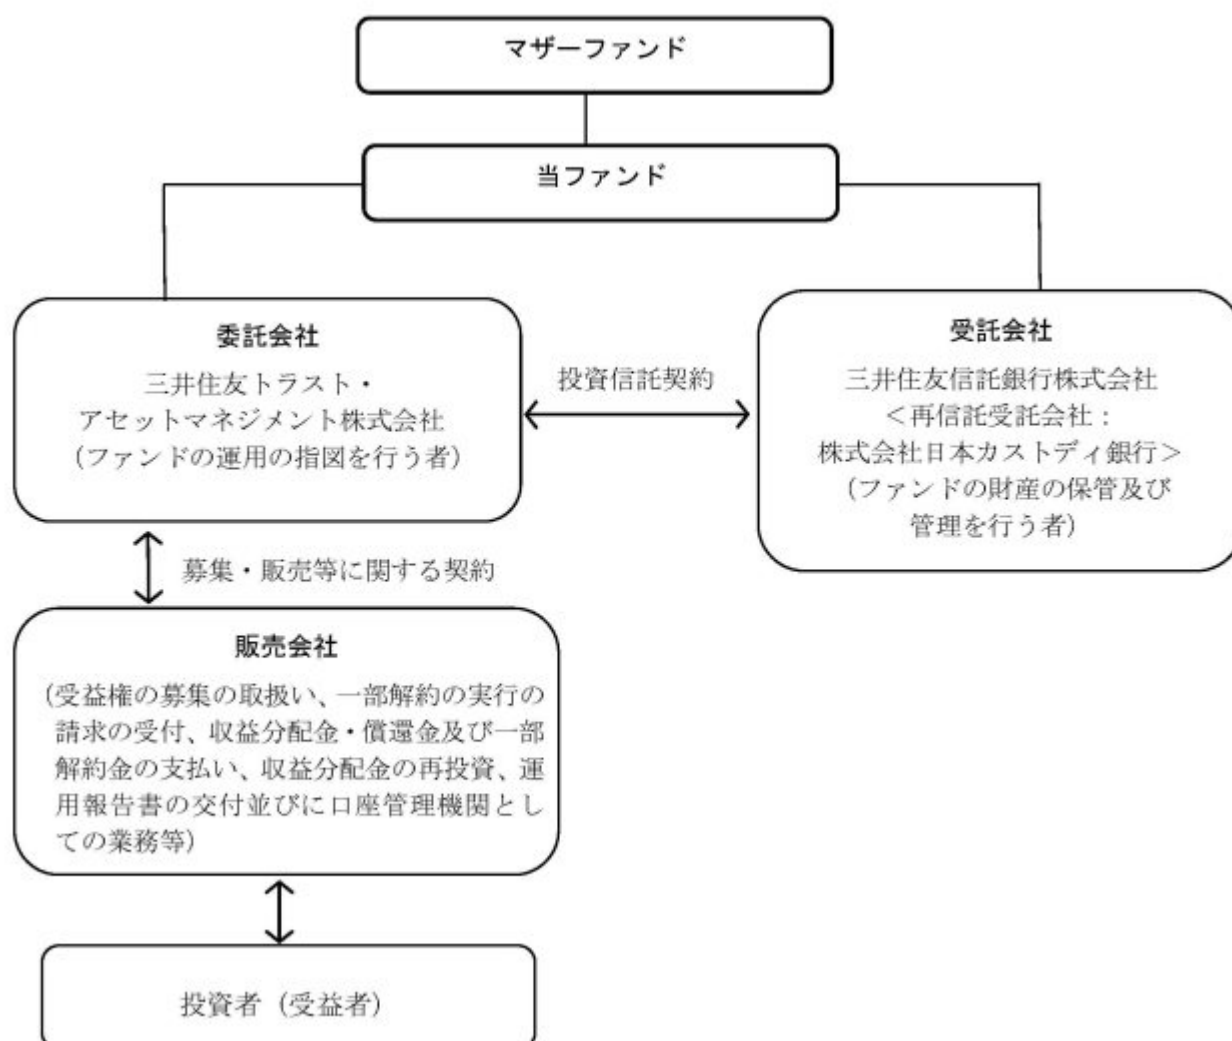 マザーファンド
当ファンド
委託会社
三井住友トラスト・
アセットマネジメント株式会社
（ファンドの運用の指図を行う者）
投資信託契約
受託会社
三井住友信託銀行株式会社
＜再信託受託会社：
株式会社日本カストディ銀行＞
（ファンドの財産の保管及び
管理を行う者）
募集・販売等に関する契約
販売会社
（受益権の募集の取扱い、一部解約の実行の
請求の受付、収益分配金・償還金及び一部
解約金の支払い、収益分配金の再投資、運
用報告書の交付並びに口座管理機関とし
ての業務等）
投資者（受益者）